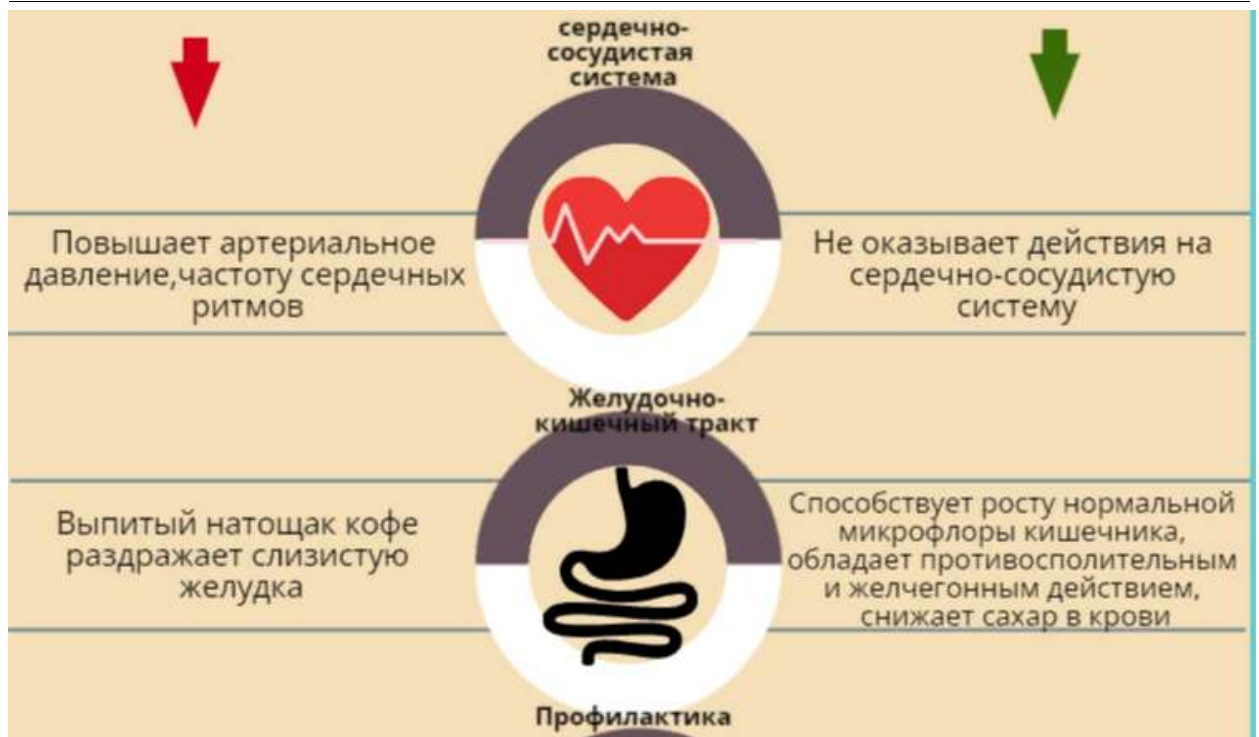 сердечно-
сосудистая
система
Повышает артериальное
давление,частоту сердечных
ритмов
Не оказывает действия на
сердечно-сосудистую
систему
Желудочно-
кишечный тракт
Выпитый натощак кофе
раздражает слизистую
желудка
Способствует росту нормальной
микрофлоры кишечника,
обладает противосполительным
и желчегонным действием,
снижает сахар в крови
Профилактика